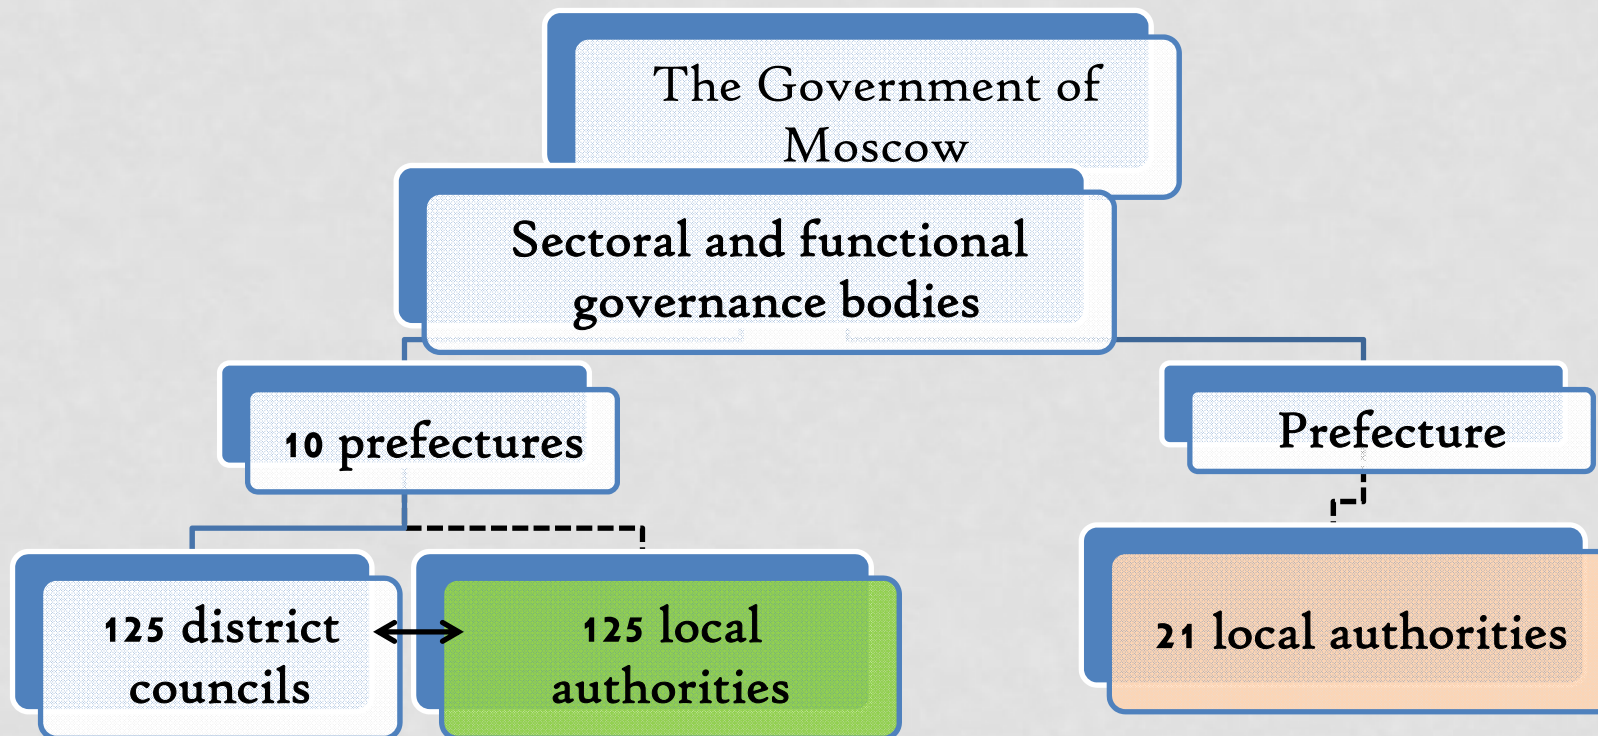 The Government of
Moscow
Sectoral and functional
governance bodies
10 prefectures
Prefecture
125 district
councils
125 local
authorities
21 local authorities